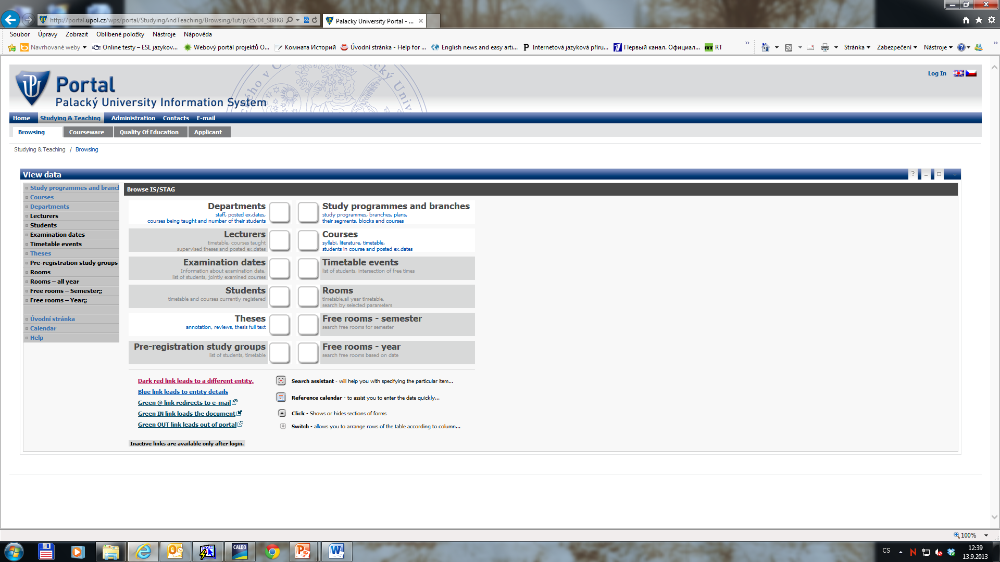 http://portal.upol.cz/wps/portal/StudyingAndTeaching/Browsing/!ut/p/c5/04_SB8K8
Palacky University Portal - ...
Soubor Úpravy Zobrazit Oblíbené položky Nástroje Nápověda
Navrhované weby Online testy – ESL jazykov... Webový portál projektů O... Комната Историй Úvodní stránka - Help for ... English news and easy arti... Internetová jazyková příru... Первый канал. Официал... RT RT
Stránka Zabezpečení Nástroje
Log In
Portal
Palacký University Information System
Home Studying & Teaching Administration Contacts E-mail
Browsing Courseware Quality Of Education Applicant
Studying & Teaching / Browsing
View data
Study programmes and brancl
Courses
Departments
Lecturers
Students
Examination dates
Timetable events
Theses
Pre-registration study groups
Rooms
Rooms – all year
Free rooms – Semester;;
Free rooms – Year;;
Úvodní stránka
Calendar
Help
Browse IS/STAG
Departments
staff, posted ex.dates,
courses being taught and number of their students
Study programmes and branches
study programmes, branches, plans,
their segments, blocks and courses
Lecturers
timetable, courses taught
supervised theses and posted ex.dates
Courses
syllabi, literature, timetable,
students in course and posted ex.dates
Examination dates
Information about examination date,
list of students, jointly examined courses
Timetable events
list of students, intersection of free times
Students
timetable and courses currently registered
Rooms
timetable,all year timetable,
search by selected parameters
Theses
annotation, reviews, thesis full text
Free rooms - semester
search free rooms for semester
Pre-registration study groups
list of students, timetable
Free rooms - year
search free rooms based on date
Dark red link leads to a different entity.
Blue link leads to entity details
Green @ link redirects to e-mail
Green IN link loads the document
Green OUT link leads out of portal
Search assistant - will help you with specifying the particular item...
Reference calendar - to assist you to enter the date quickly...
Click - Shows or hides sections of forms
Switch - allows you to arrange rows of the table according to column...
Inactive links are available only after login.
100%
CALD3
CS
12:39
13.9.2013